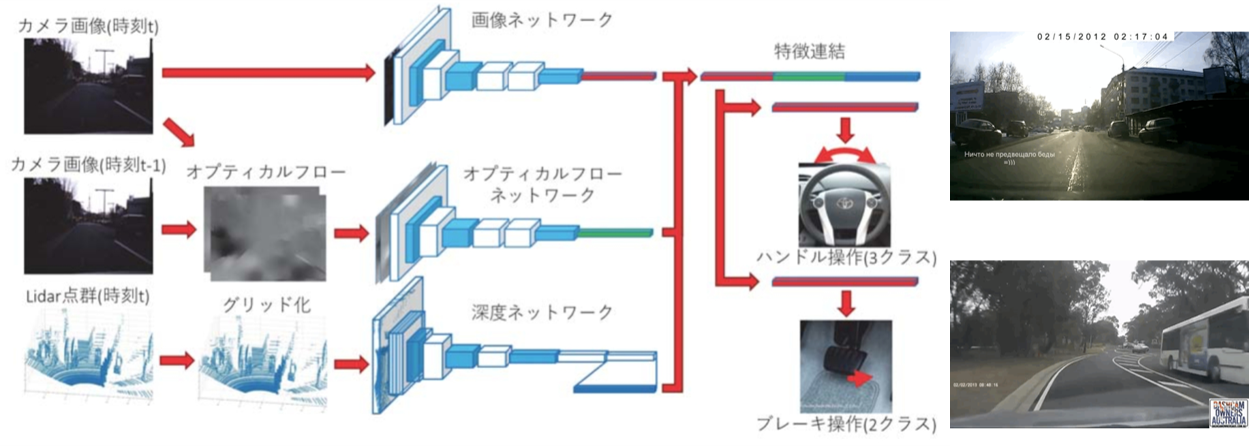 カメラ画像(時刻t)
画像ネットワーク
特徴連結
カメラ画像(時刻t-1)
オプティカルフロー
オプティカルフロー
ネットワーク
Lidar点群(時刻t)
グリッド化
深度ネットワーク
ハンドル操作(3クラス)
ブレーキ操作(2クラス)
02/15/2012 02:17:04
Ничто не предвещало беды
=)))
DASHCAM
OWNERS
AUSTRALIA